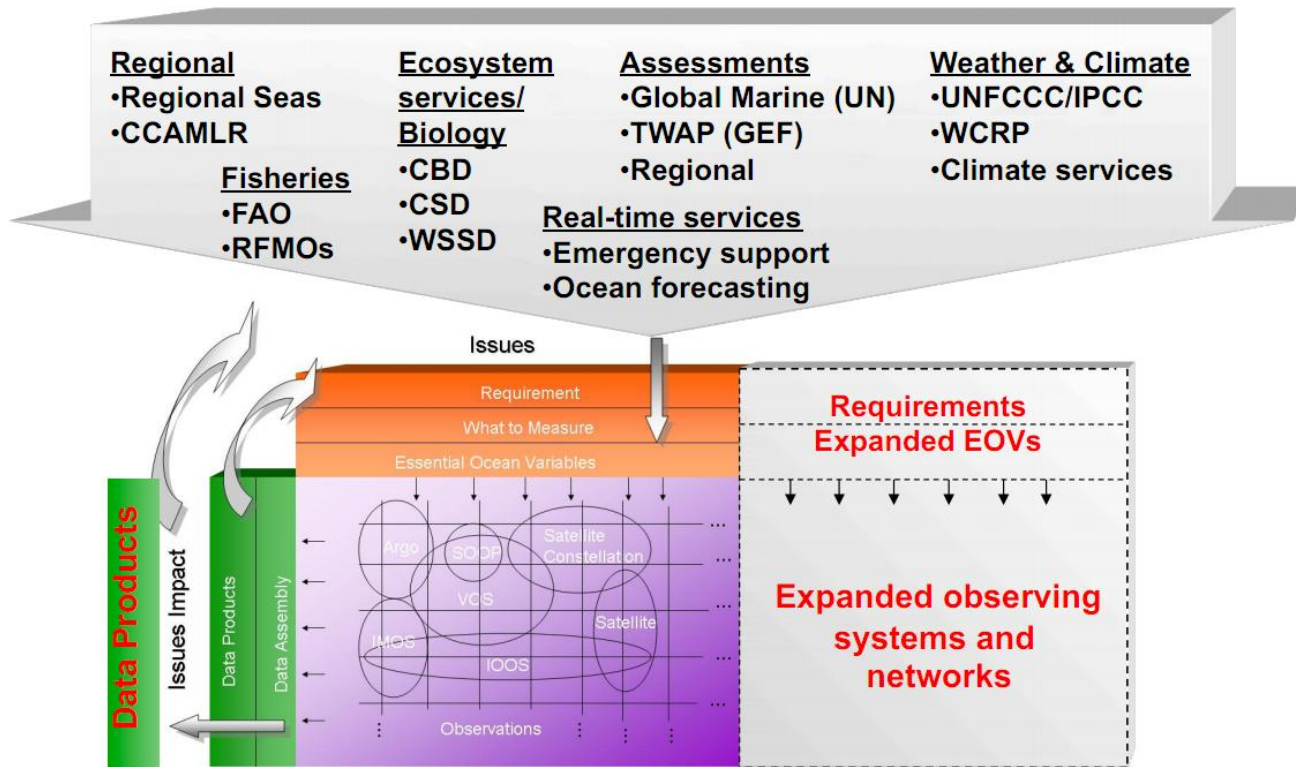 Regional
•Regional Seas
•CCAMLR
Fisheries
•FAO
•RFMOs
Ecosystem
services/
Biology
•CBD
•CSD
•WSSD
Assessments
•Global Marine (UN)
•TWAP (GEF)
•Regional
Real-time services
•Emergency support
•Ocean forecasting
Weather & Climate
•UNFCCC/IPCC
•WCRP
•Climate services
Issues
Requirement
What to Measure
Essential Ocean Variables
Requirements
Expanded EOVs
Data Products
Issues Impact
Data Products
Data Assembly
Argo
SOOP
Satellite
Constellation
VOS
Satellite
IMOS
IOOS
Observations
...
...
...
...
...
Expanded observing
systems and
networks